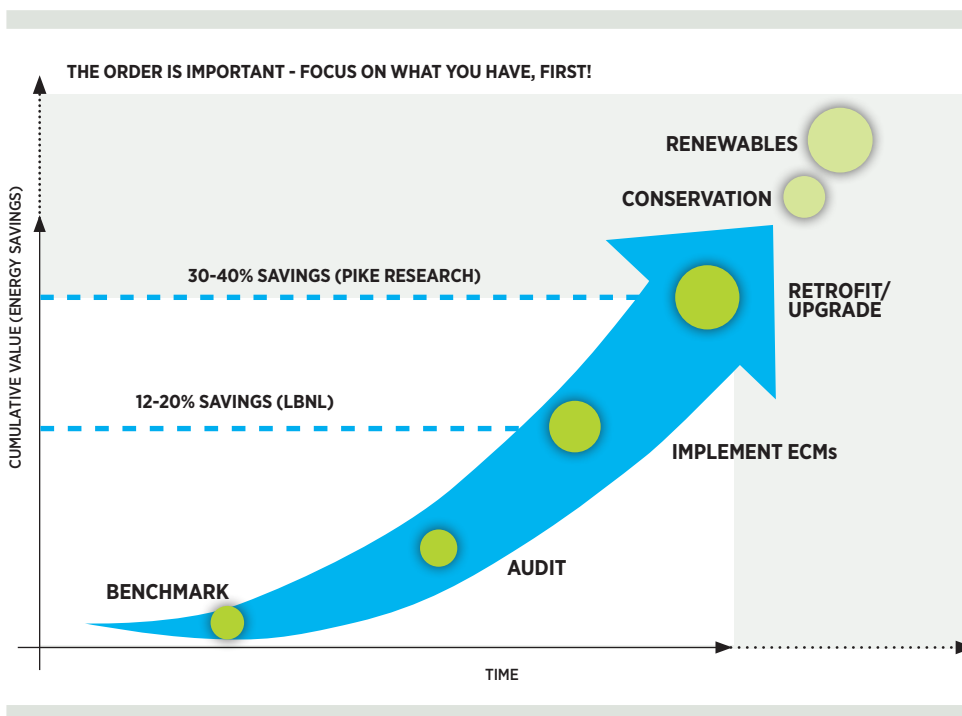 THE ORDER IS IMPORTANT - FOCUS ON WHAT YOU HAVE, FIRST!
RENEWABLES
CONSERVATION
30-40% SAVINGS (PIKE RESEARCH)
RETROFIT/
UPGRADE
12-20% SAVINGS (LBNL)
IMPLEMENT ECMs
AUDIT
BENCHMARK
CUMULATIVE VALUE (ENERGY SAVINGS)
TIME